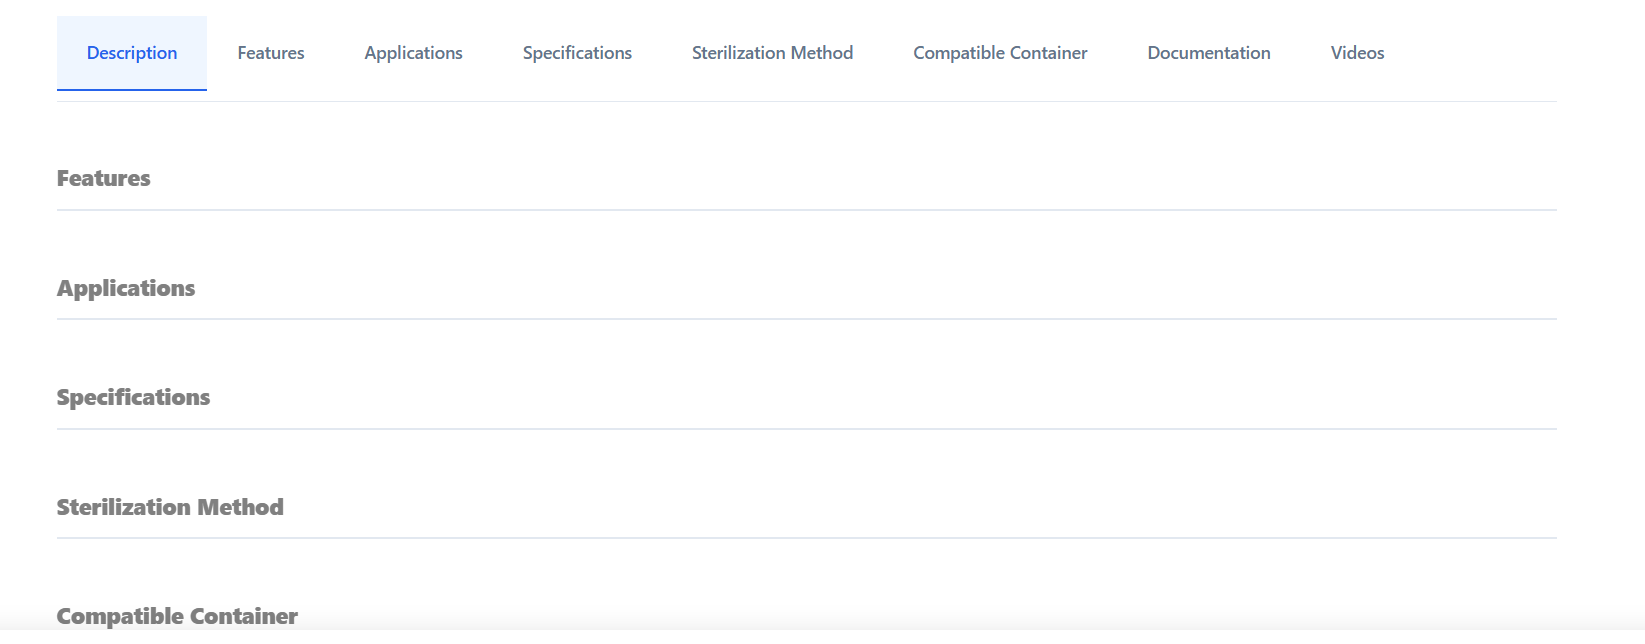 Description Features Applications Specifications Sterilization Method Compatible Container Documentation Videos
Features
Applications
Specifications
Sterilization Method
Compatible Container